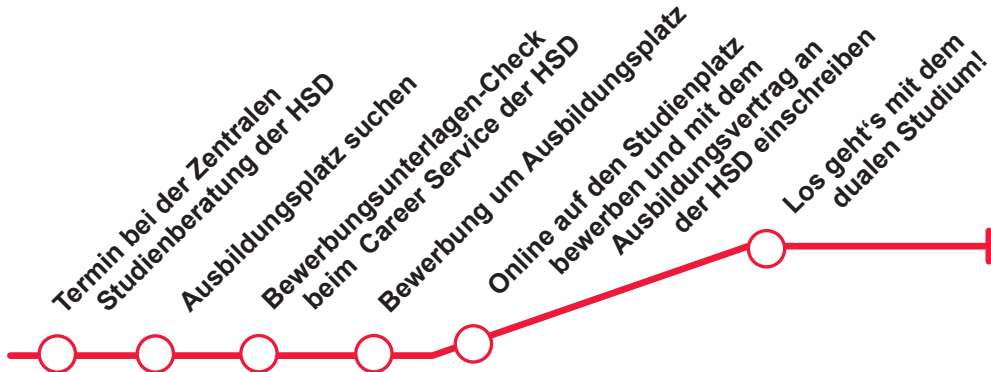 Termin bei der Zentralen
Studienberatung der HSD
Ausbildungsplatz suchen
Bewerbungsunterlagen-Check
beim Career Service der HSD
Bewerbung um Ausbildungsplatz
Online auf den Studienplatz
bewerben und mit dem
Ausbildungsvertrag an
der HSD einschreiben
Los geht‘s mit dem
dualen Studium!